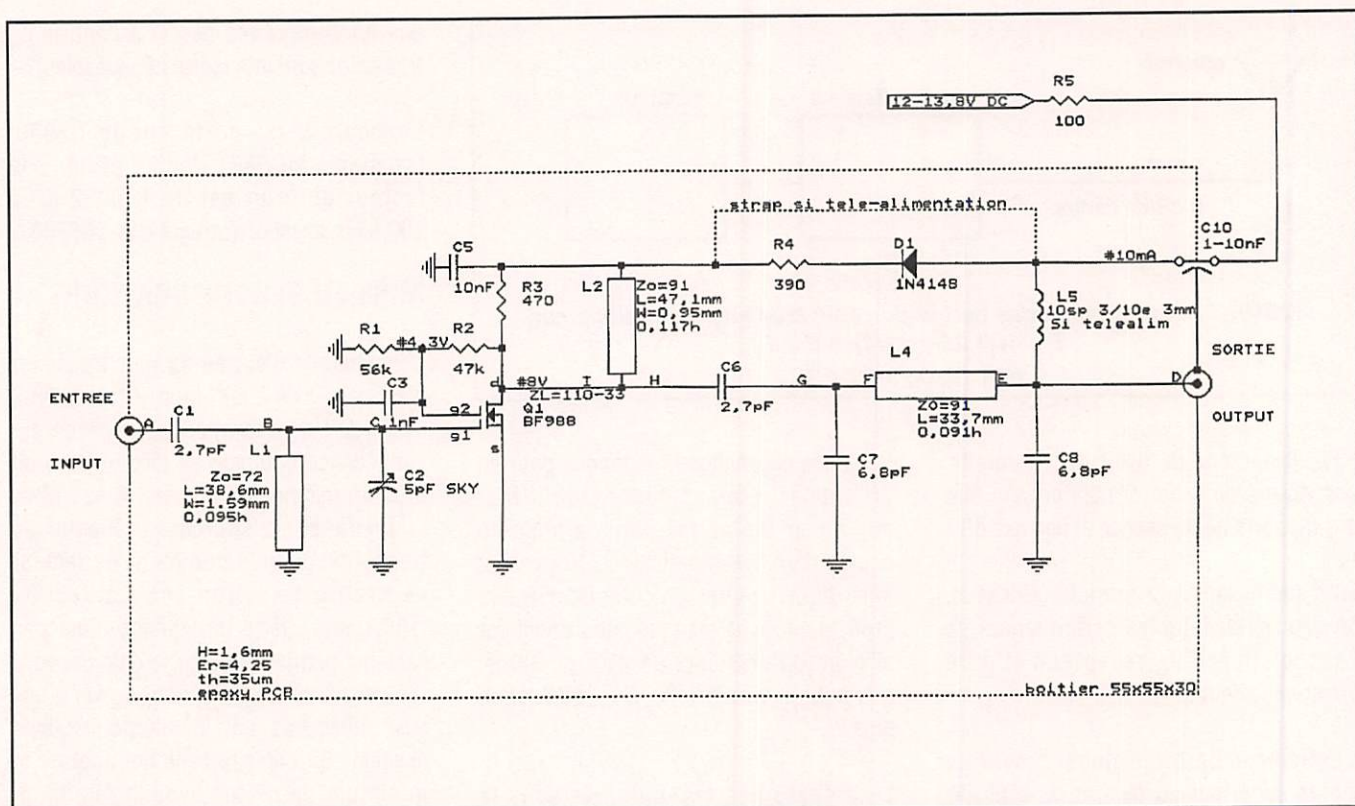 12-13,8V DC
R5
100
strap si tele-alimentation
C10
1-10nF
C5
10nF
R3
470
L2
Zo=91
L=47,1mm
W=0,95mm
0,117h
R4
390
D1
1N4148
#10mA
L5
10sp 3/10e 3mm
Si telealim
R1
56k
#4
3V
R2
47k
C3
1nF
d
#8V
I
H
ZL=110-33
Q1
BF988
g2
g1
s
C6
2,7pF
G
F
L4
E
Zo=91
L=33,7mm
0,091h
SORTIE
D
OUTPUT
ENTREE
A
INPUT
C1
2,7pF
B
L1
Zo=72
L=38,6mm
W=1.59mm
0,095h
C
C2
5pF SKY
C7
6,8pF
C8
6,8pF
H=1,6mm
Er=4.25
th=35um
epoxy PCB
boitier 55x55x30